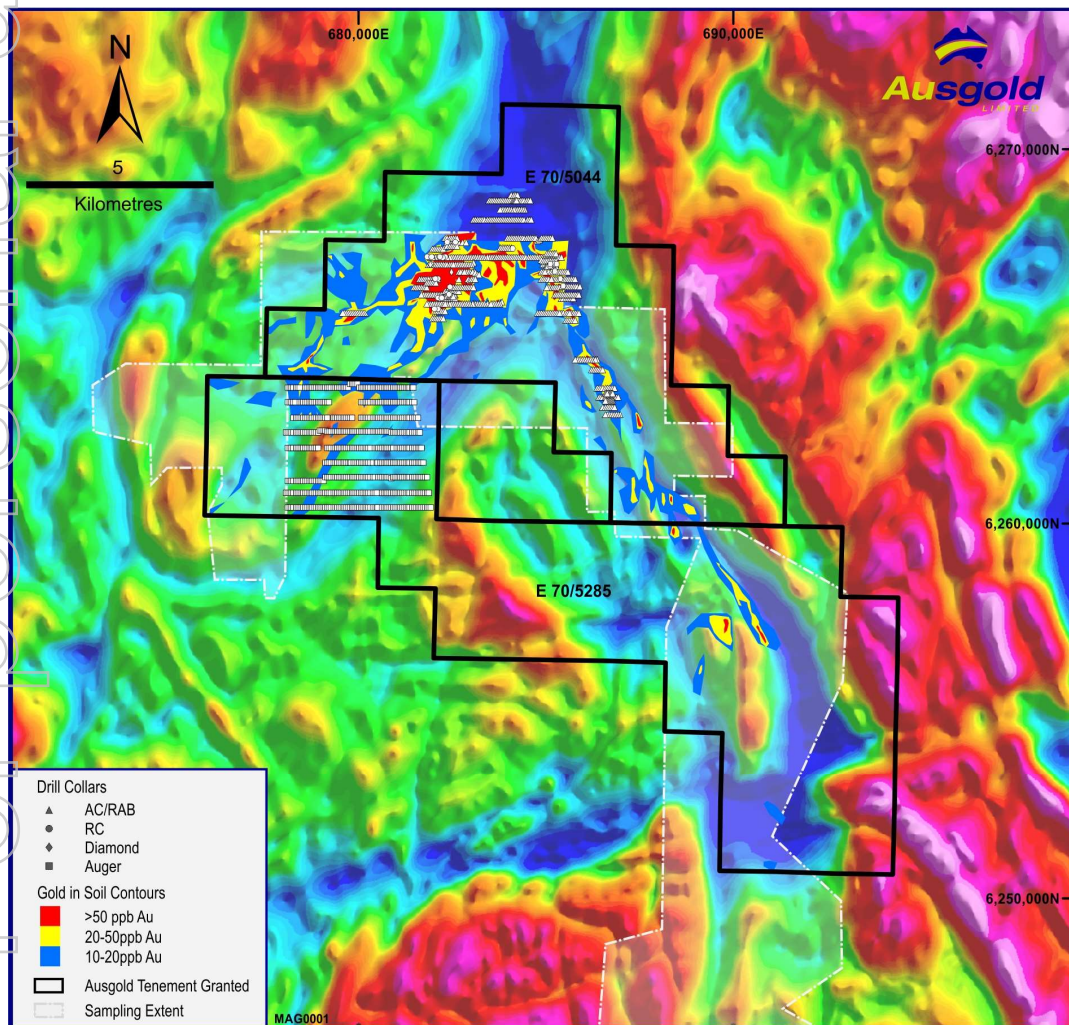 680,000E
690,000E
N
5
Kilometres
Ausgold
LIMITED
6,270,000N
E 70/5044
6,260,000N
E 70/5285
6,250,000N
Drill Collars
AC/RAB
RC
Diamond
Auger
Gold in Soil Contours
>50 ppb Au
20-50ppb Au
10-20ppb Au
Ausgold Tenement Granted
Sampling Extent
MAG0001